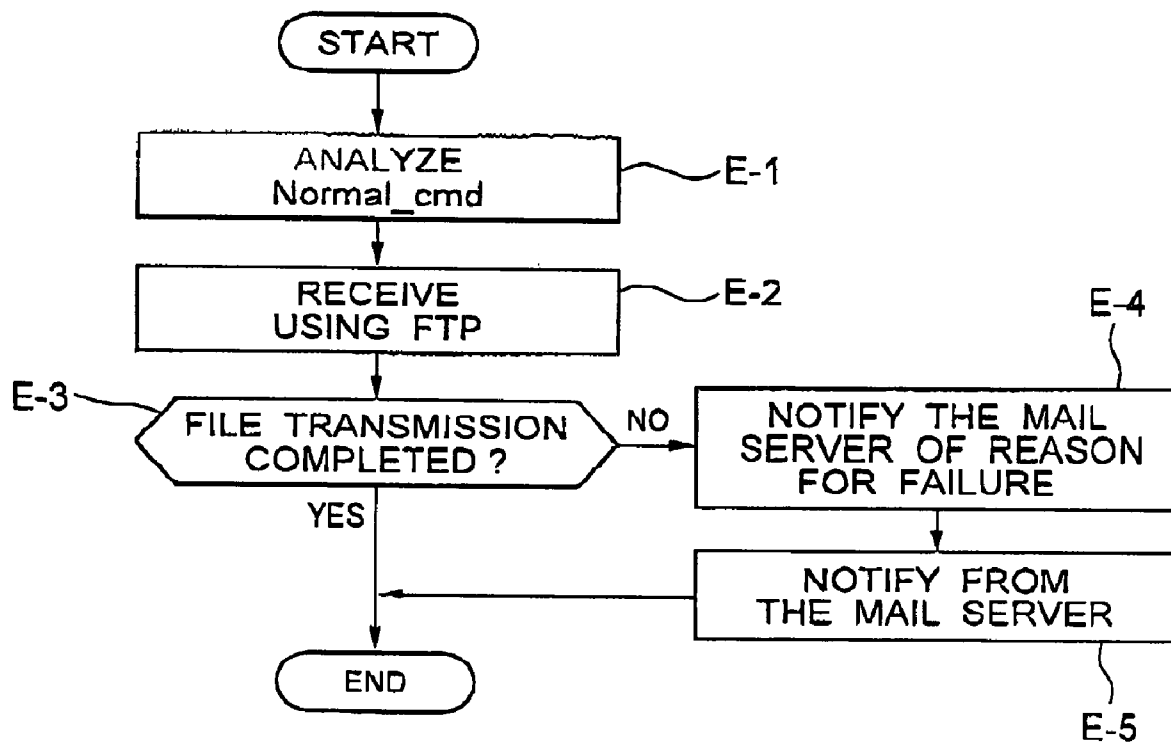 START
ANALYZE
Normal_cmd
E-1
RECEIVE
USING FTP
E-2
E-3
FILE TRANSMISSION
COMPLETED ?
NO
YES
E-4
NOTIFY THE MAIL
SERVER OF REASON
FOR FAILURE
NOTIFY FROM
THE MAIL SERVER
E-5
END